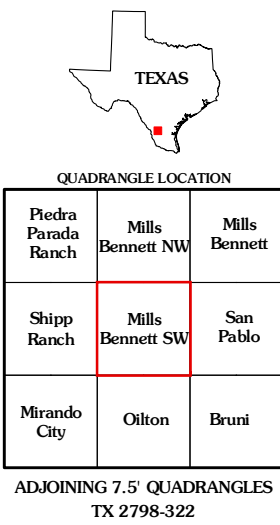 TEXAS
QUADRANGLE LOCATION
Piedra
Parada
Ranch
Mills
Bennett NW
Mills
Bennett
Shipp
Ranch
Mills
Bennett SW
San
Pablo
Mirando
City
Oilton
Bruni
ADJOINING 7.5' QUADRANGLES
TX 2798-322